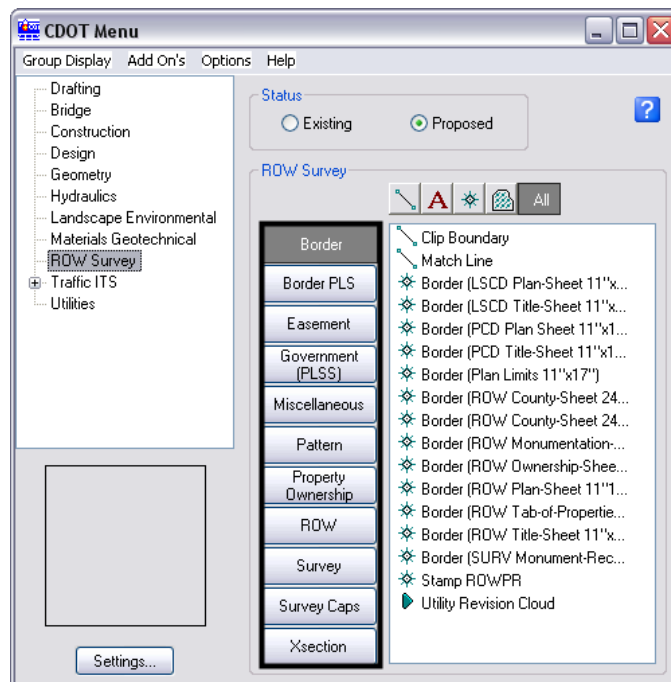 CDOT Menu
Group Display Add On's Options Help
Drafting
Bridge
Construction
Design
Geometry
Hydraulics
Landscape Environmental
Materials Geotechnical
ROW Survey
Traffic ITS
Utilities
Status
Existing Proposed
?
ROW Survey
A All
Border
Border PLS
Easement
Government
(PLSS)
Miscellaneous
Pattern
Property
Ownership
ROW
Survey
Survey Caps
Xsection
Clip Boundary
Match Line
Border (LSCD Plan-Sheet 11"x...
Border (LSCD Title-Sheet 11"x...
Border (PCD Plan Sheet 11"x1...
Border (PCD Title-Sheet 11"x1...
Border (Plan Limits 11"x17")
Border (ROW County-Sheet 24...
Border (ROW County-Sheet 24...
Border (ROW Monumentation-...
Border (ROW Ownership-Shee...
Border (ROW Plan-Sheet 11"1...
Border (ROW Tab-of-Propertie...
Border (ROW Title-Sheet 11"x...
Border (SURV Monument-Rec...
Stamp ROWPR
Utility Revision Cloud
Settings...